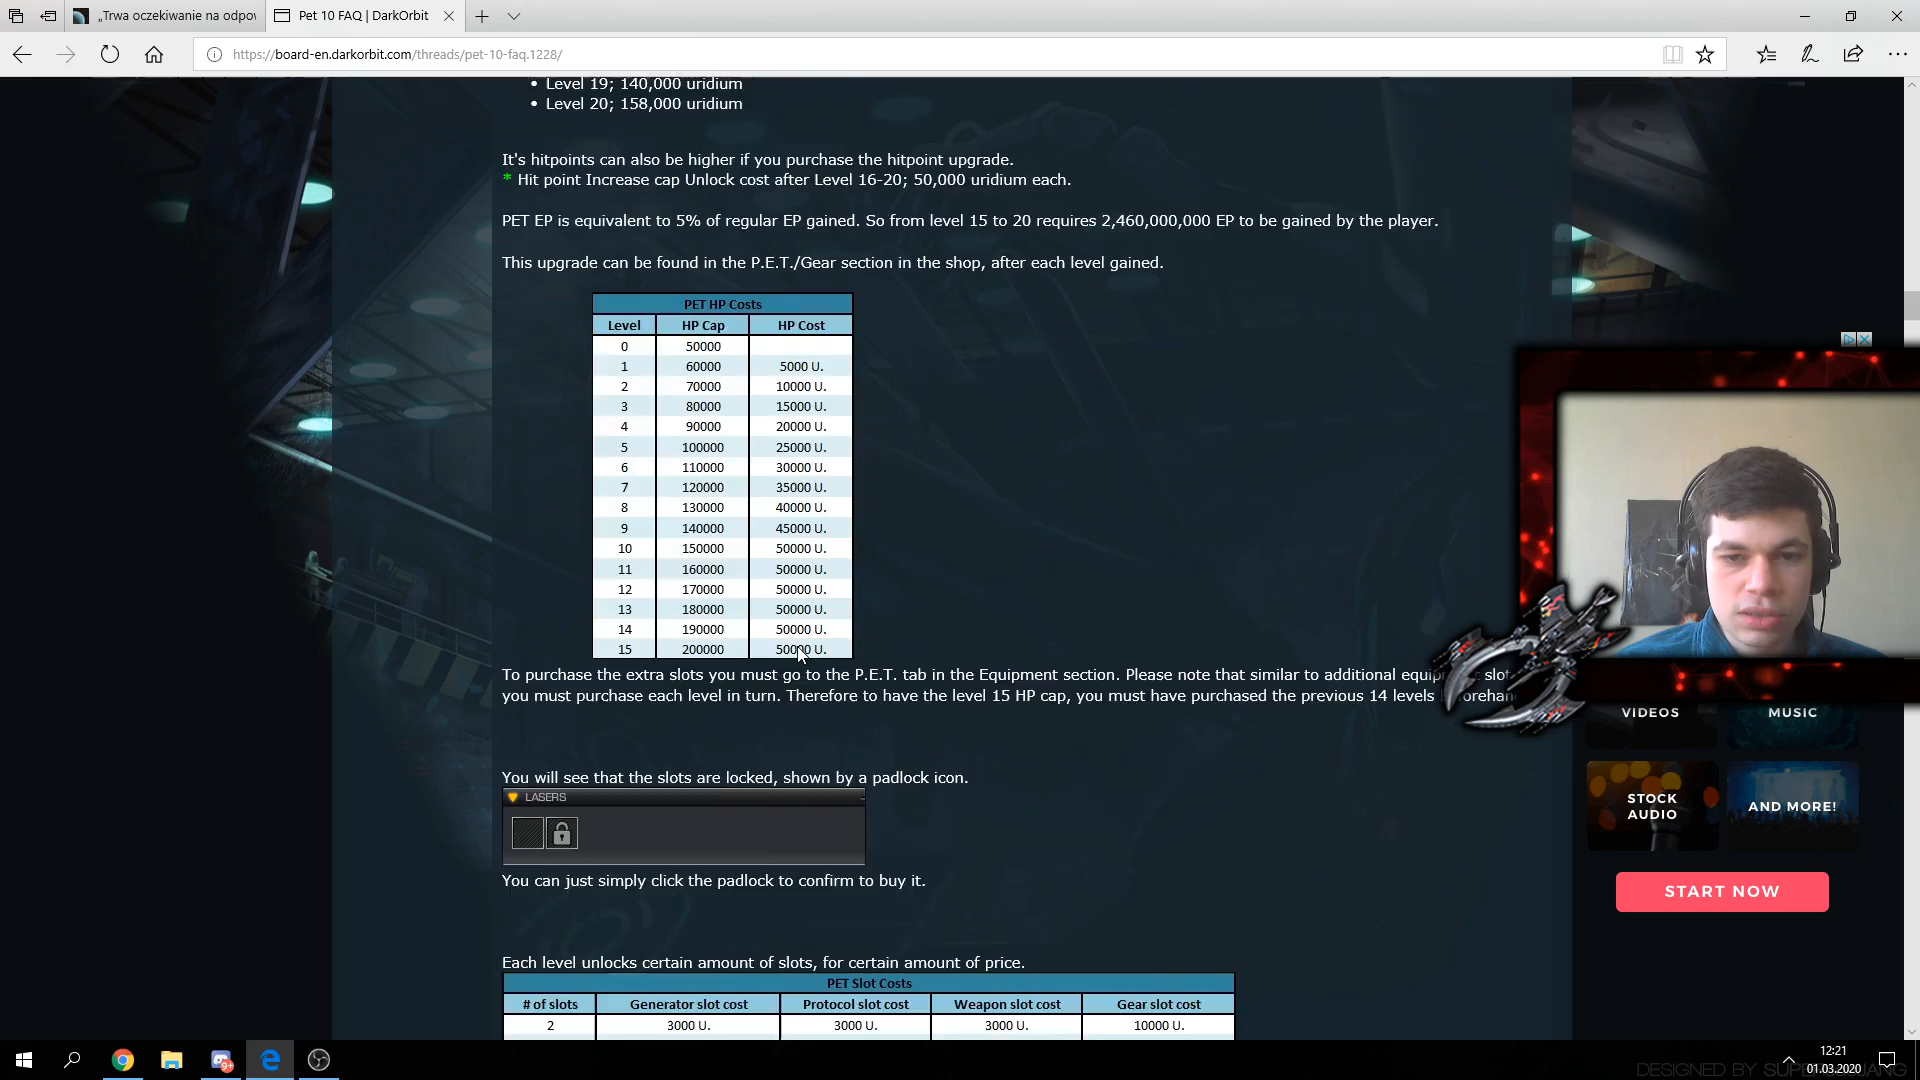 „Trwa oczekiwanie na odpov
Pet 10 FAQ | DarkOrbit
https://board-en.darkorbit.com/threads/pet-10-faq.1228/
• Level 19; 140,000 uridium
• Level 20; 158,000 uridium
It's hitpoints can also be higher if you purchase the hitpoint upgrade.
* Hit point Increase cap Unlock cost after Level 16-20; 50,000 uridium each.
PET EP is equivalent to 5% of regular EP gained. So from level 15 to 20 requires 2,460,000,000 EP to be gained by the player.
This upgrade can be found in the P.E.T./Gear section in the shop, after each level gained.
PET HP Costs
Level HP Cap HP Cost
0 50000
1 60000 5000 U.
2 70000 10000 U.
3 80000 15000 U.
4 90000 20000 U.
5 100000 25000 U.
6 110000 30000 U.
7 120000 35000 U.
8 130000 40000 U.
9 140000 45000 U.
10 150000 50000 U.
11 160000 50000 U.
12 170000 50000 U.
13 180000 50000 U.
14 190000 50000 U.
15 200000 50000 U.
To purchase the extra slots you must go to the P.E.T. tab in the Equipment section. Please note that similar to additional slot
you must purchase each level in turn. Therefore to have the level 15 HP cap, you must have purchased the previous 14 levels
You will see that the slots are locked, shown by a padlock icon.
LASERS
You can just simply click the padlock to confirm to buy it.
Each level unlocks certain amount of slots, for certain amount of price.
PET Slot Costs
# of slots Generator slot cost Protocol slot cost Weapon slot cost Gear slot cost
2 3000 U. 3000 U. 3000 U. 10000 U.
VIDEOS
MUSIC
STOCK
AUDIO
AND MORE!
START NOW
9+
12:21
01.03.2020
DESIGNED BY